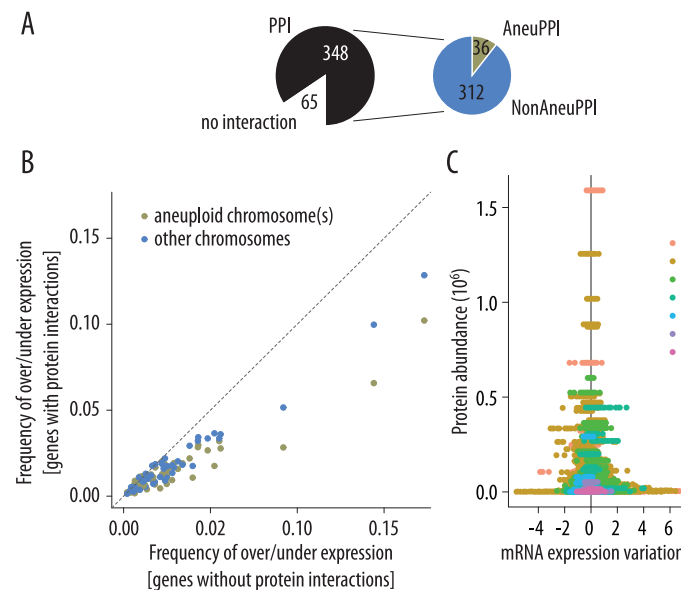 A
PPI
348
65
no interaction
AneuPPI
36
312
NonAneuPPI
B
aneuploid chromosome(s)
other chromosomes
Frequency of over/under expression
[genes with protein interactions]
0.15
0.10
0.05
0.00
0.00 0.02 0.10 0.15
Frequency of over/under expression
[genes without protein interactions]
C
Protein abundance (10⁶)
1.5
1.0
0.5
0.0
-4 -2 0 2 4 6
mRNA expression variation